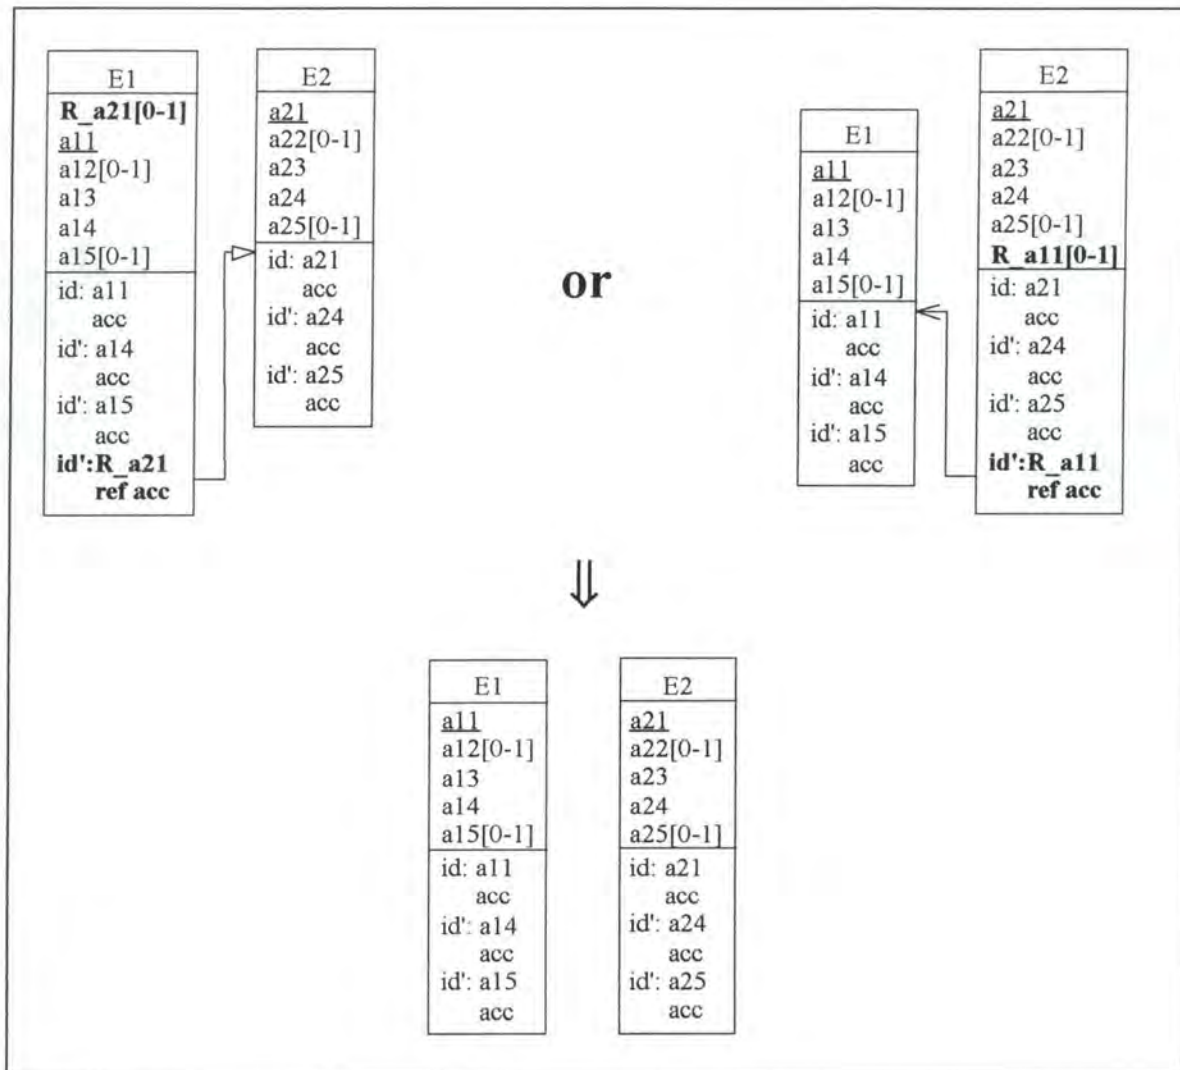 E1
R_a21[0-1]
a11
a12[0-1]
a13
a14
a15[0-1]
id: a11
acc
id': a14
acc
id': a15
acc
id':R_a21
ref acc
E2
a21
a22[0-1]
a23
a24
a25[0-1]
id: a21
acc
id': a24
acc
id': a25
acc
or
E1
a11
a12[0-1]
a13
a14
a15[0-1]
id: a11
acc
id': a14
acc
id': a15
acc
E2
a21
a22[0-1]
a23
a24
a25[0-1]
R_a11[0-1]
id: a21
acc
id': a24
acc
id': a25
acc
id':R_a11
ref acc
⇓
E1
a11
a12[0-1]
a13
a14
a15[0-1]
id: a11
acc
id': a14
acc
id': a15
acc
E2
a21
a22[0-1]
a23
a24
a25[0-1]
id: a21
acc
id': a24
acc
id': a25
acc